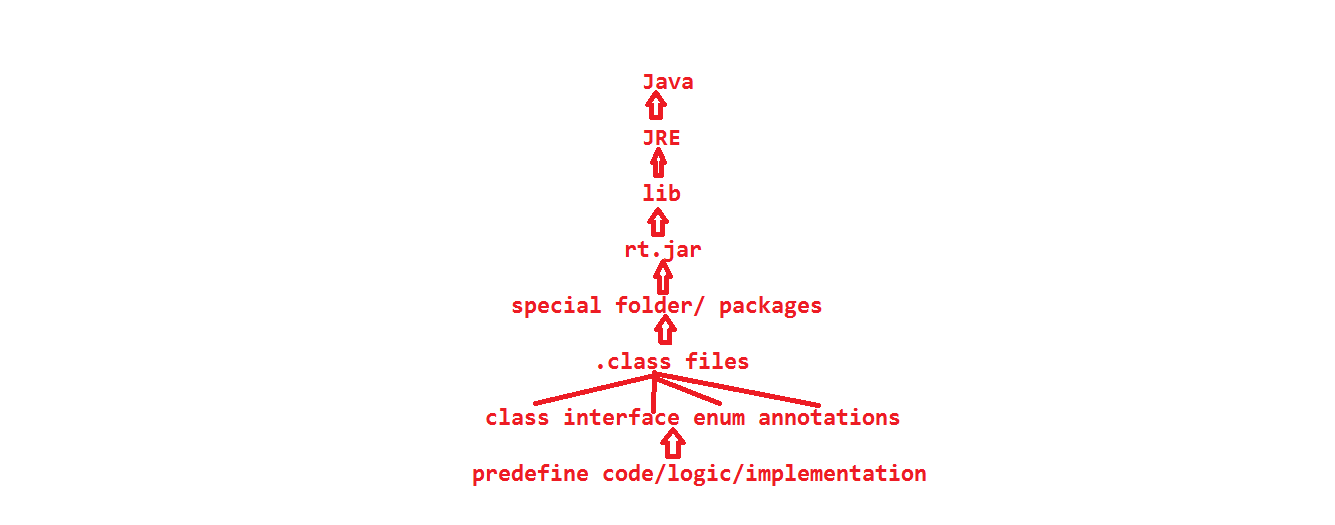 Java
JRE
lib
rt.jar
special folder/ packages
.class files
class interface enum annotations
predefine code/logic/implementation